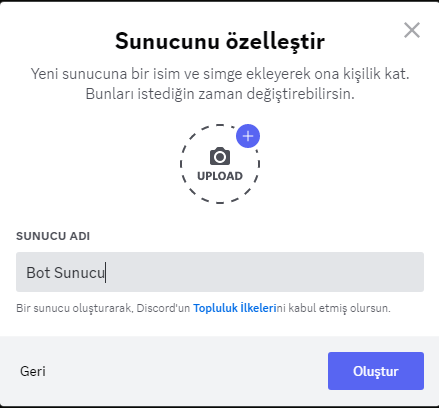 Sunucunu özelleştir
Yeni sunucuna bir isim ve simge ekleyerek ona kişilik kat.
Bunları istediğin zaman değiştirebilirsin.
UPLOAD
SUNUCU ADI
Bot Sunucu
Bir sunucu oluşturarak, Discord'un Topluluk İlkelerini kabul etmiş olursun.
Geri
Oluştur